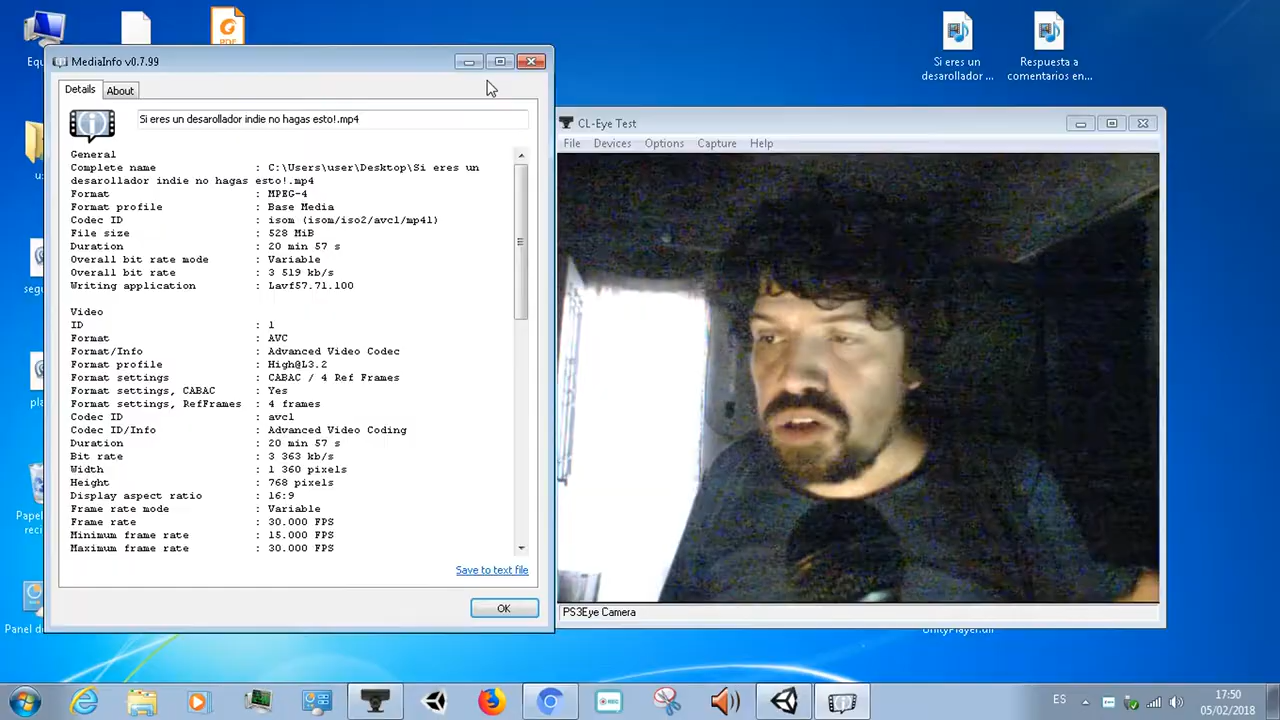 Equ
PDF
Si eres un
desarollador ...
Respuesta a
comentarios en...
MediaInfo v0.7.99
Details
About
Si eres un desarollador indie no hagas esto!.mp4
General
Complete name : C:\Users\user\Desktop\Si eres un
desarollador indie no hagas esto!.mp4
Format : MPEG-4
Format profile : Base Media
Codec ID : isom (isom/iso2/avc1/mp41)
File size : 528 MiB
Duration : 20 min 57 s
Overall bit rate mode : Variable
Overall bit rate : 3 519 kb/s
Writing application : Lavf57.71.100
Video
ID : 1
Format : AVC
Format/Info : Advanced Video Codec
Format profile : High@L3.2
Format settings : CABAC / 4 Ref Frames
Format settings, CABAC : Yes
Format settings, RefFrames : 4 frames
Codec ID : avc1
Codec ID/Info : Advanced Video Coding
Duration : 20 min 57 s
Bit rate : 3 363 kb/s
Width : 1 360 pixels
Height : 768 pixels
Display aspect ratio : 16:9
Frame rate mode : Variable
Frame rate : 30.000 FPS
Minimum frame rate : 15.000 FPS
Maximum frame rate : 30.000 FPS
Save to text file
OK
CL-Eye Test
File Devices Options Capture Help
PS3Eye Camera
u
segu
pla
Papel
reci
Panel d
UnityPlayer.dll
REC
ES
17:50
05/02/2018